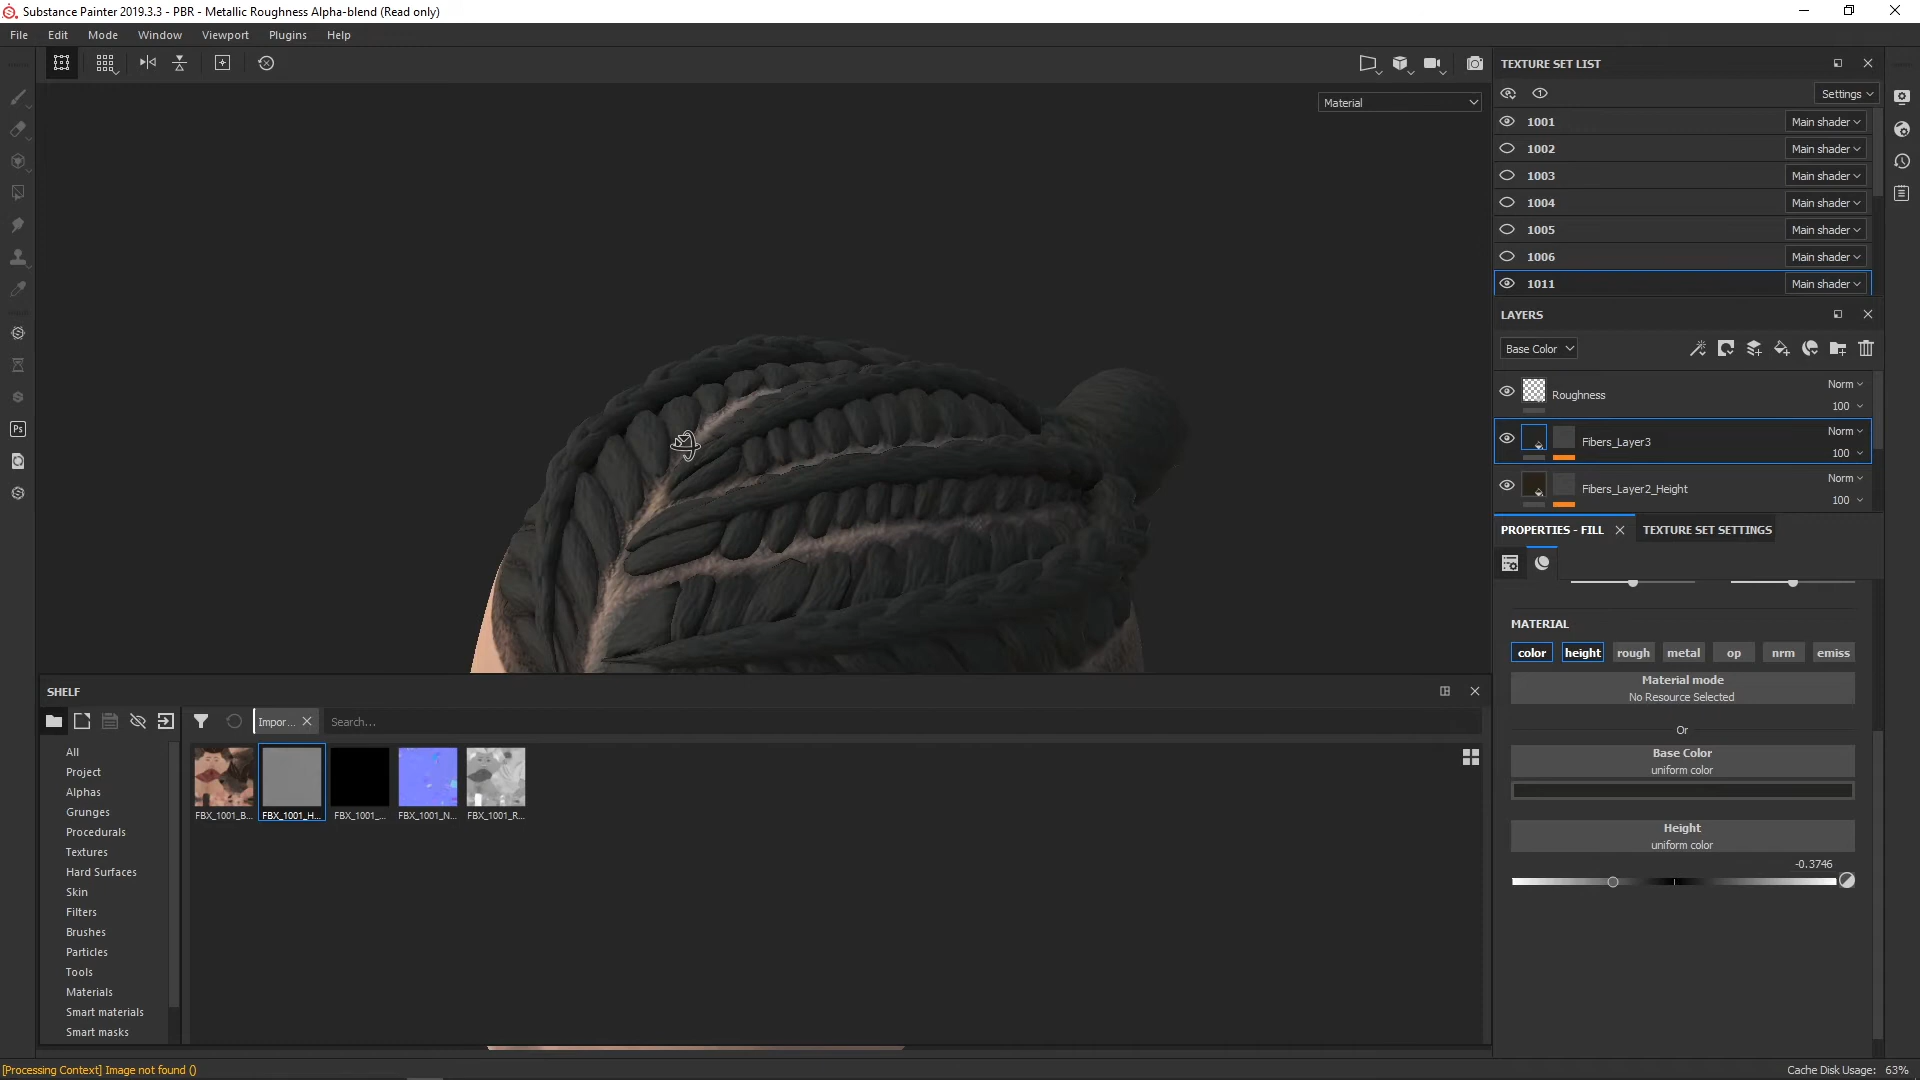 Substance Painter 2019.3.3 - PBR - Metallic Roughness Alpha-blend (Read only)
File Edit Mode Window Viewport Plugins Help
Material
TEXTURE SET LIST
Settings
1001 Main shader
1002 Main shader
1003 Main shader
1004 Main shader
1005 Main shader
1006 Main shader
1011 Main shader
LAYERS
Base Color
Roughness Norm 100
Fibers_Layer3 Norm 100
Fibers_Layer2_Height Norm 100
PROPERTIES - FILL TEXTURE SET SETTINGS
MATERIAL
color height rough metal op nrm emiss
Material mode
No Resource Selected
Or
Base Color
uniform color
Height
uniform color
-0.3746
SHELF
Impor... Search...
All
Project
Alphas
Grunges
Procedurals
Textures
Hard Surfaces
Skin
Filters
Brushes
Particles
Tools
Materials
Smart materials
Smart masks
FBX_1001_B... FBX_1001_H... FBX_1001_... FBX_1001_N... FBX_1001_R...
Ps
[Processing Context] Image not found ()
Cache Disk Usage: 63%